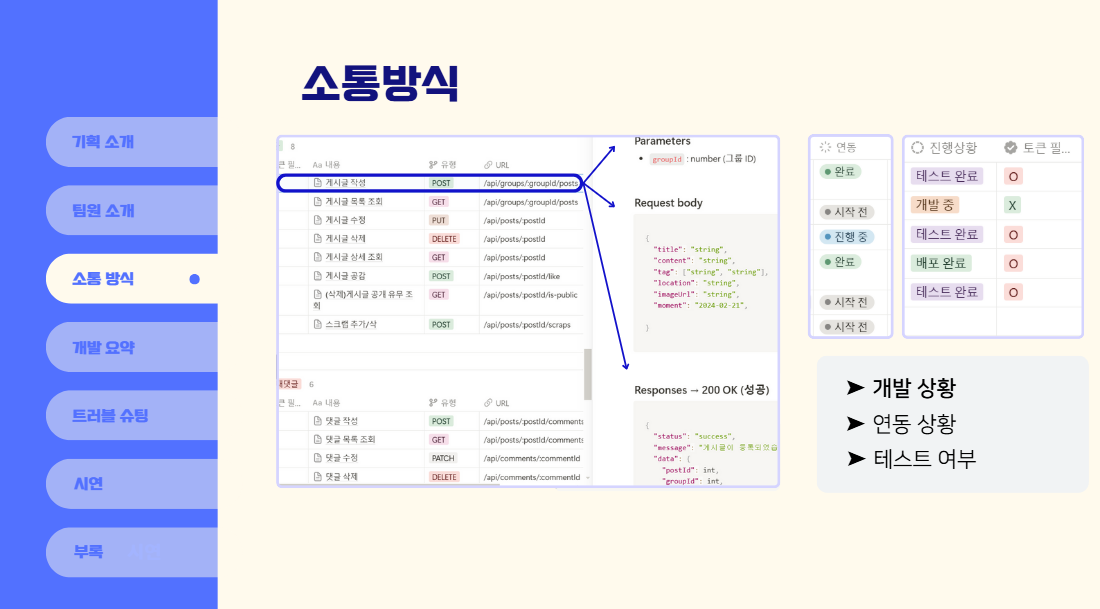 기획 소개
팀원 소개
소통 방식
개발 요약
트러블 슈팅
시연
부록
소통방식
8
큰 필... Aa 내용 유형 URL
게시글 작성 POST /api/groups/:groupId/posts
게시글 목록 조회 GET /api/groups/:groupId/posts
게시글 수정 PUT /api/posts/:postId
게시글 삭제 DELETE /api/posts/:postId
게시글 상세 조회 GET /api/posts/:postId
게시글 공감 POST /api/posts/:postId/like
(삭제)게시글 공개 유무 조 GET /api/posts/:postId/is-public
회
스크랩 추가/삭 POST /api/posts/:postId/scraps
댓글 6
큰 필... Aa 내용 유형 URL
댓글 작성 POST /api/posts/:postId/comments
댓글 목록 조회 GET /api/posts/:postId/comments
댓글 수정 PATCH /api/comments/:commentId
댓글 삭제 DELETE /api/comments/:commentId
Parameters
• groupId : number (그룹 ID)
Request body
{
"title": "string",
"content": "string",
"tag": ["string", "string"],
"location": "string",
"imageUrl": "string",
"moment": "2024-02-21",
}
Responses → 200 OK (성공)
{
"status": "success",
"message": "게시글이 등록되었
"data": {
"postId": int,
"groupId": int,
연동
완료
시작 전
진행 중
완료
시작 전
시작 전
진행상황 토큰 필...
테스트 완료 O
개발 중 X
테스트 완료 O
배포 완료 O
테스트 완료 O
➤ 개발 상황
➤ 연동 상황
➤ 테스트 여부